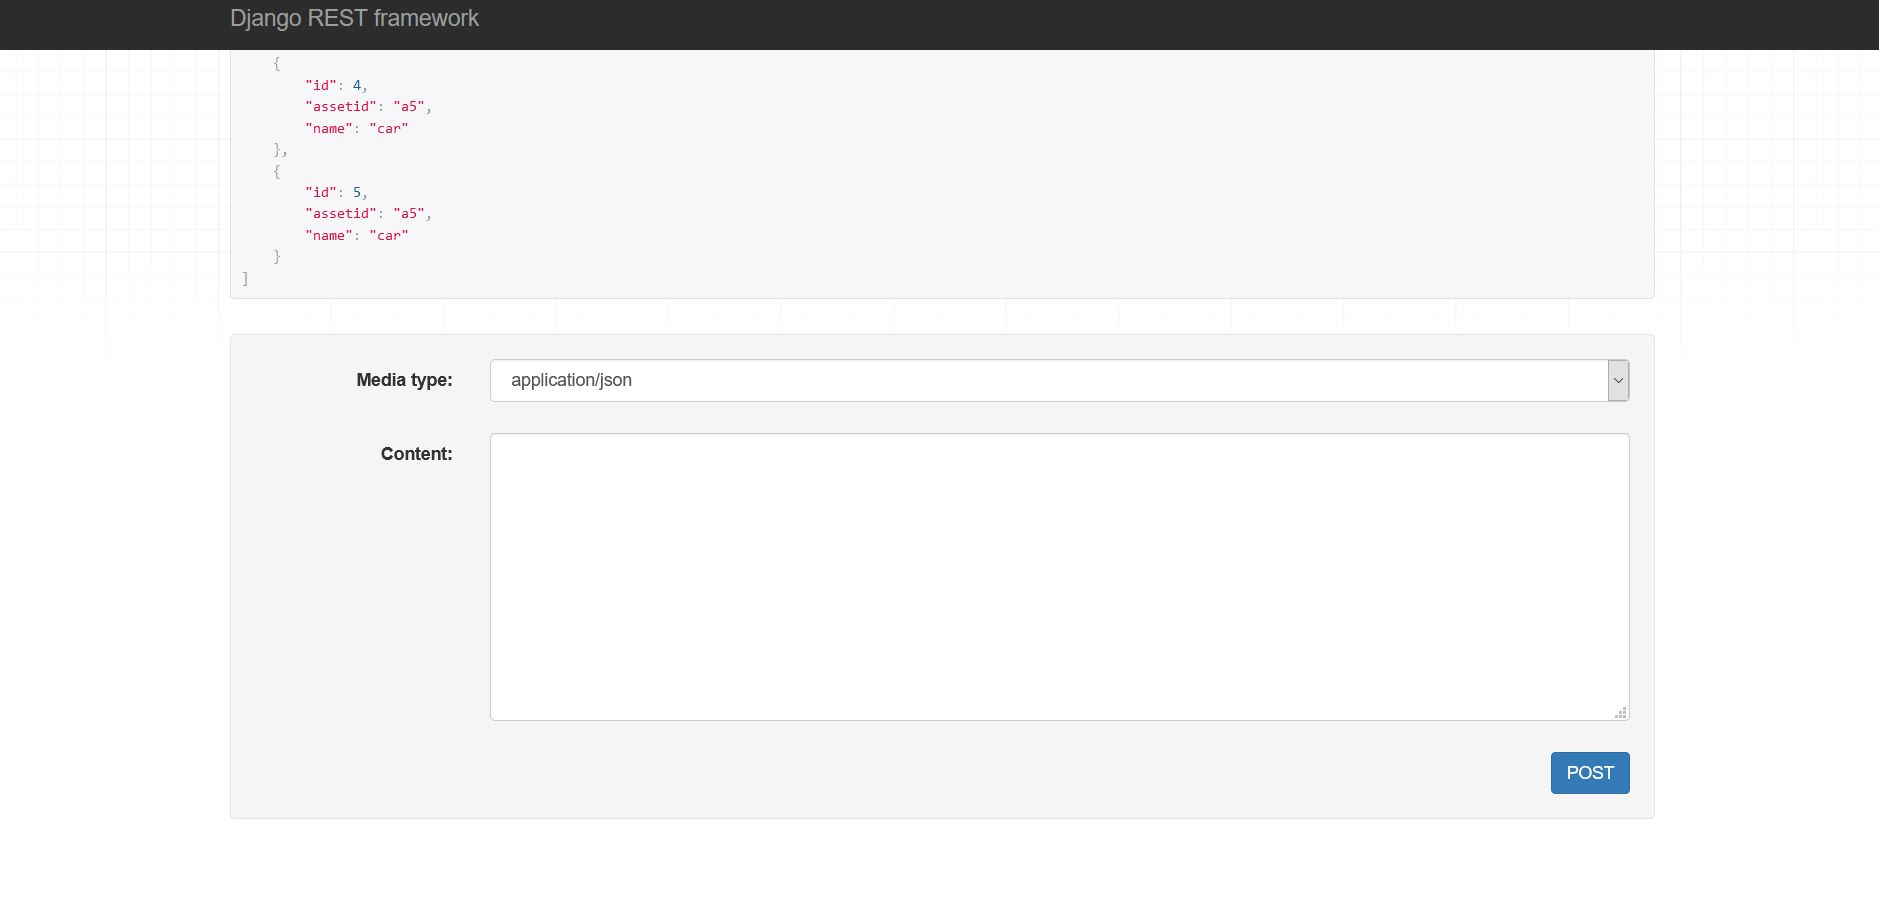 Django REST framework
{
"id": 4,
"assetid": "a5",
"name": "car"
},
{
"id": 5,
"assetid": "a5",
"name": "car"
}
]
Media type:
application/json
Content:
POST